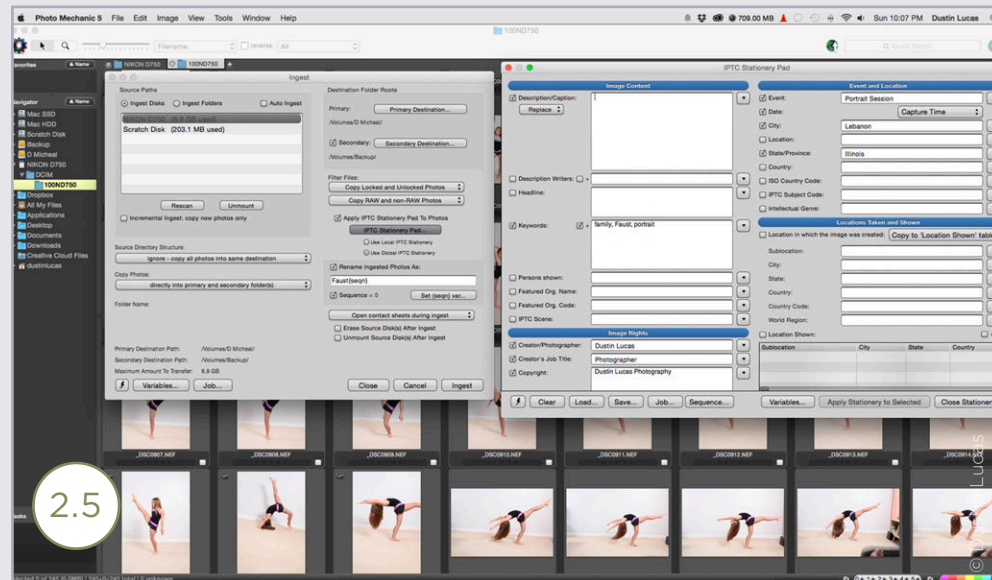 Photo Mechanic 5 File Edit Image View Tools Window Help
709.00 MB
Sun 10:07 PM Dustin Lucas
100ND750
Filename
reverse
All
Quick Search
avorites
Name
NIKON D750
100ND750
avigator
Name
Mac SSD
Mac HDD
Scratch Disk
Backup
D Micheal
NIKON D750
DCIM
100ND750
Dropbox
All My Files
Applications
Desktop
Documents
Downloads
Creative Cloud Files
dustinlucas
Ingest
Source Paths
Ingest Disks
Ingest Folders
Auto Ingest
Scratch Disk (203.1 MB used)
Rescan
Unmount
Incremental Ingest: copy new photos only
Source Directory Structure:
ignore - copy all photos into same destination
Copy Photos:
directly into primary and secondary folder(s)
Folder Name:
Primary Destination Path: /Volumes/D Micheal/
Secondary Destination Path: /Volumes/Backup/
Maximum Amount To Transfer: 6.9 GB
Variables...
Job...
Destination Folder Roots
Primary: Primary Destination...
/Volumes/D Micheal/
Secondary: Secondary Destination...
/Volumes/Backup/
Filter Files:
Copy Locked and Unlocked Photos
Copy RAW and non-RAW Photos
Apply IPTC Stationery Pad To Photos
IPTC Stationery Pad...
Use Local IPTC Stationery
Use Global IPTC Stationery
Rename Ingested Photos As:
Faust{seqn}
Sequence = 0
Set {seqn} var...
Open contact sheets during ingest
Erase Source Disk(s) After Ingest
Unmount Source Disk(s) After Ingest
Close
Cancel
Ingest
IPTC Stationery Pad
Image Content
Description/Caption:
Replace
Description Writers:
Headline:
Keywords: family, Faust, portrait
Persons shown:
Featured Org. Name:
Featured Org. Code:
IPTC Scene:
Image Rights
Creator/Photographer: Dustin Lucas
Creator's Job Title: Photographer
Copyright: Dustin Lucas Photography
Clear
Load...
Save...
Job...
Sequence...
Event and Location
Event: Portrait Session
Date: Capture Time
City: Lebanon
Location:
State/Province: Illinois
Country:
ISO Country Code:
IPTC Subject Code:
Intellectual Genre:
Locations Taken and Shown
Location in which the image was created: Copy to 'Location Shown' tabl
Sublocation:
City:
State:
Country:
Country Code:
World Region:
Location Shown:
Sublocation City State Country
Variables...
Apply Stationery to Selected
Close Stationer
_DSC0907.NEF
_DSC0908.NEF
_DSC0909.NEF
_DSC0910.NEF
_DSC0911.NEF
_DSC0912.NEF
_DSC0913.NEF
2.5
Lucas